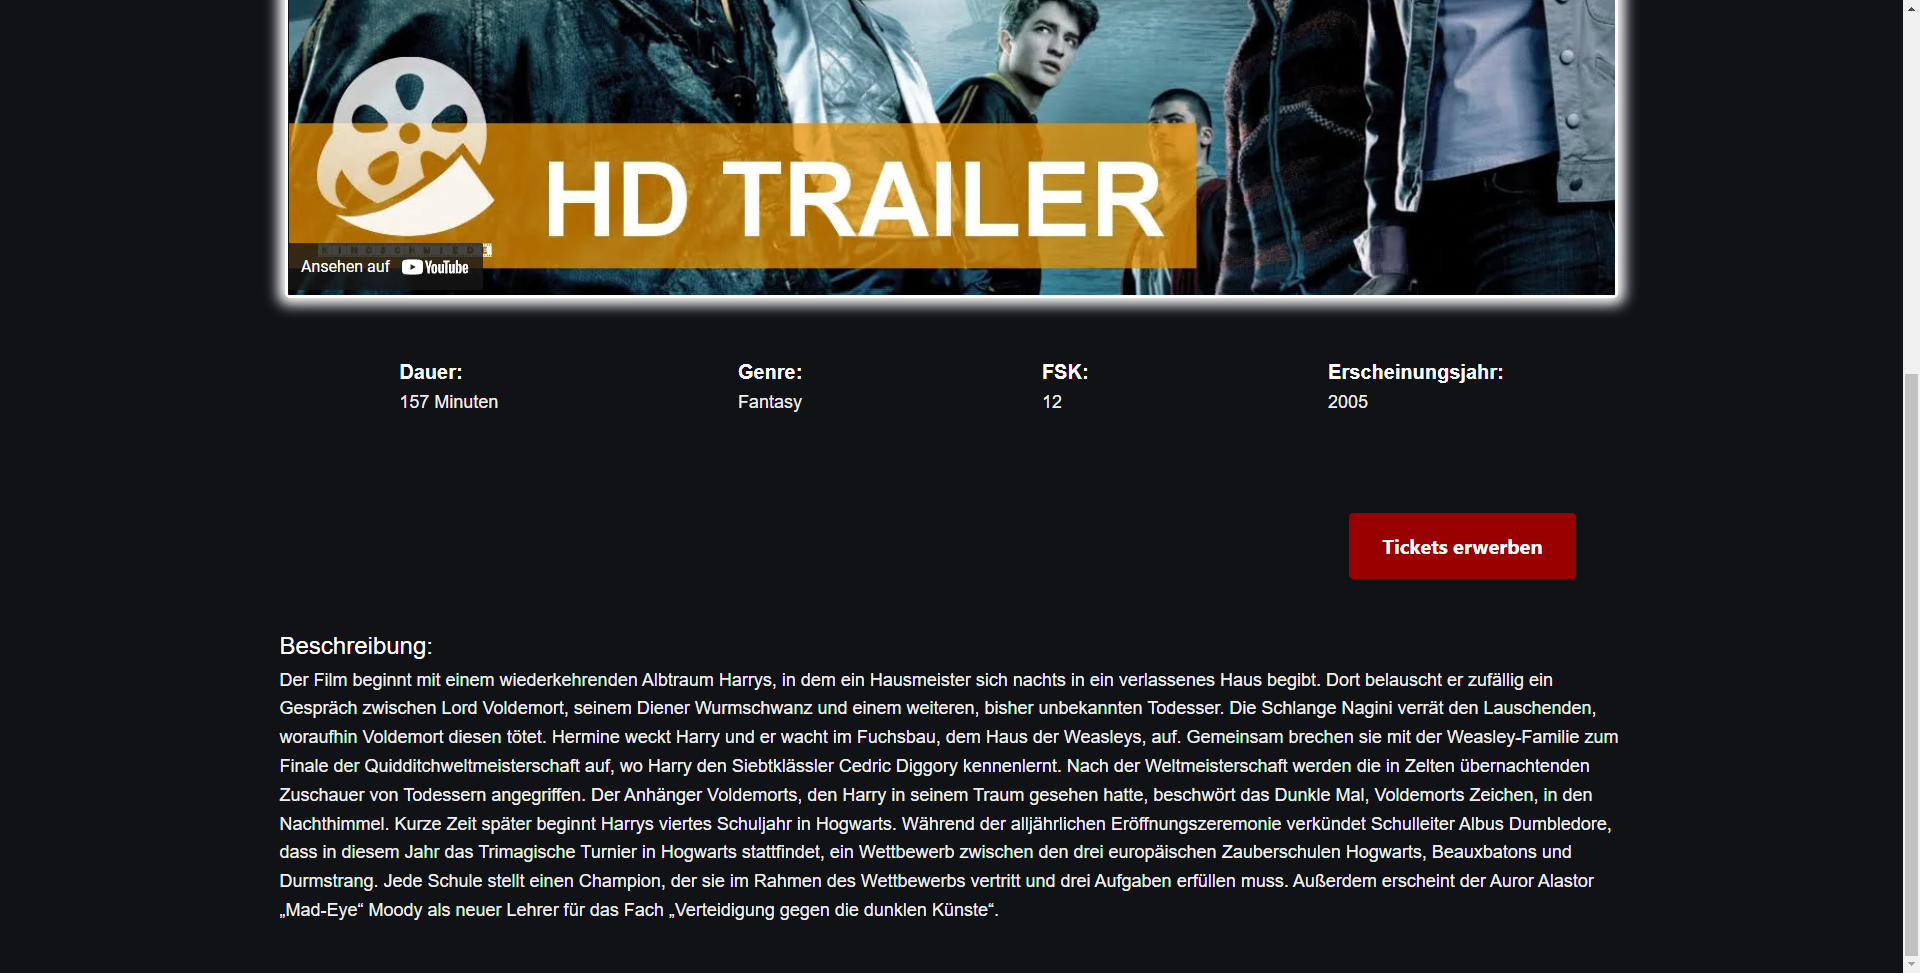 HD TRAILER
KINOSCHMIEDE
Ansehen auf YouTube
Dauer:
157 Minuten
Genre:
Fantasy
FSK:
12
Erscheinungsjahr:
2005
Tickets erwerben
Beschreibung:
Der Film beginnt mit einem wiederkehrenden Albtraum Harrys, in dem ein Hausmeister sich nachts in ein verlassenes Haus begibt. Dort belauscht er zufällig ein
Gespräch zwischen Lord Voldemort, seinem Diener Wurmschwanz und einem weiteren, bisher unbekannten Todesser. Die Schlange Nagini verrät den Lauschenden,
woraufhin Voldemort diesen tötet. Hermine weckt Harry und er wacht im Fuchsbau, dem Haus der Weasleys, auf. Gemeinsam brechen sie mit der Weasley-Familie zum
Finale der Quidditchweltmeisterschaft auf, wo Harry den Siebtklässler Cedric Diggory kennenlernt. Nach der Weltmeisterschaft werden die in Zelten übernachtenden
Zuschauer von Todessern angegriffen. Der Anhänger Voldemorts, den Harry in seinem Traum gesehen hatte, beschwört das Dunkle Mal, Voldemorts Zeichen, in den
Nachthimmel. Kurze Zeit später beginnt Harrys viertes Schuljahr in Hogwarts. Während der alljährlichen Eröffnungszeremonie verkündet Schulleiter Albus Dumbledore,
dass in diesem Jahr das Trimagische Turnier in Hogwarts stattfindet, ein Wettbewerb zwischen den drei europäischen Zauberschulen Hogwarts, Beauxbatons und
Durmstrang. Jede Schule stellt einen Champion, der sie im Rahmen des Wettbewerbs vertritt und drei Aufgaben erfüllen muss. Außerdem erscheint der Auror Alastor
„Mad-Eye“ Moody als neuer Lehrer für das Fach „Verteidigung gegen die dunklen Künste“.